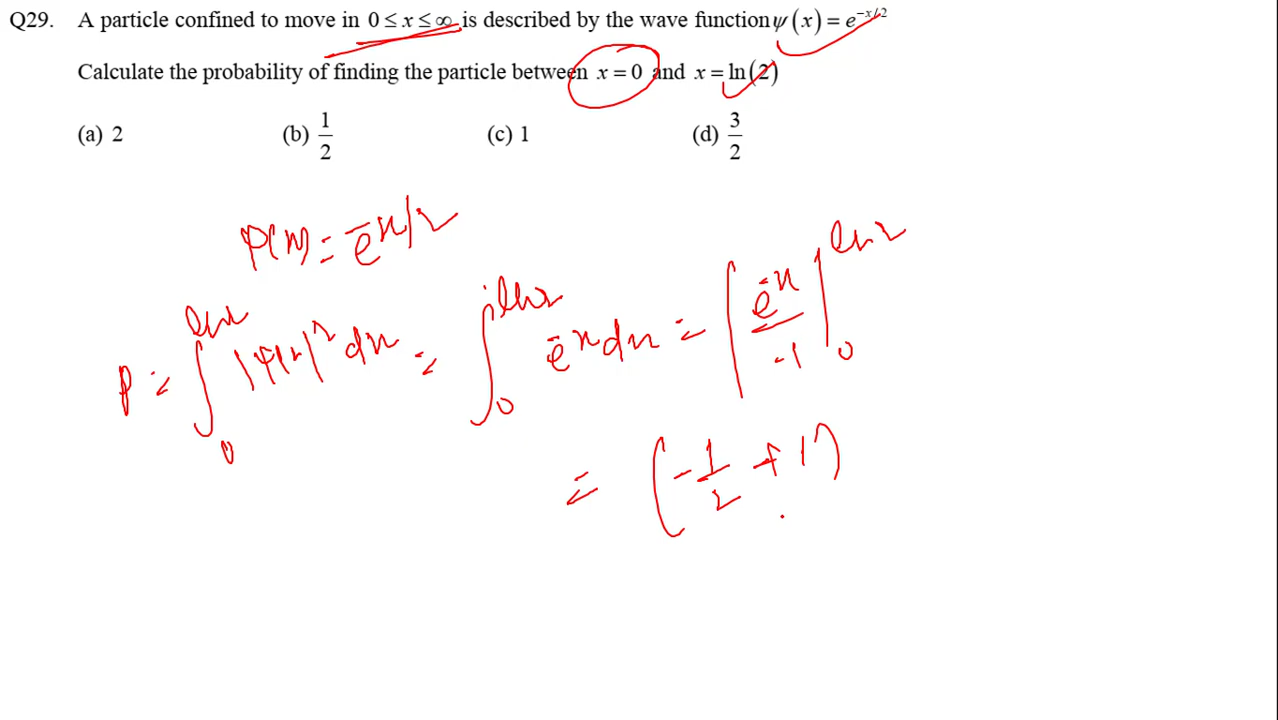 Q29. A particle confined to move in 0 ≤ x ≤ ∞ is described by the wave function ψ(x) = e^{-x/2}
Calculate the probability of finding the particle between x = 0 and x = ln(2)
(a) 2 (b) 1/2 (c) 1 (d) 3/2
ψ(x) = e^{-x/2}
P = ∫_0^{ln2} |ψ(x)|^2 dx = ∫_0^{ln2} e^{-x} dx = [e^{-x}/-1]_0^{ln2}
= (-1/2 + 1)